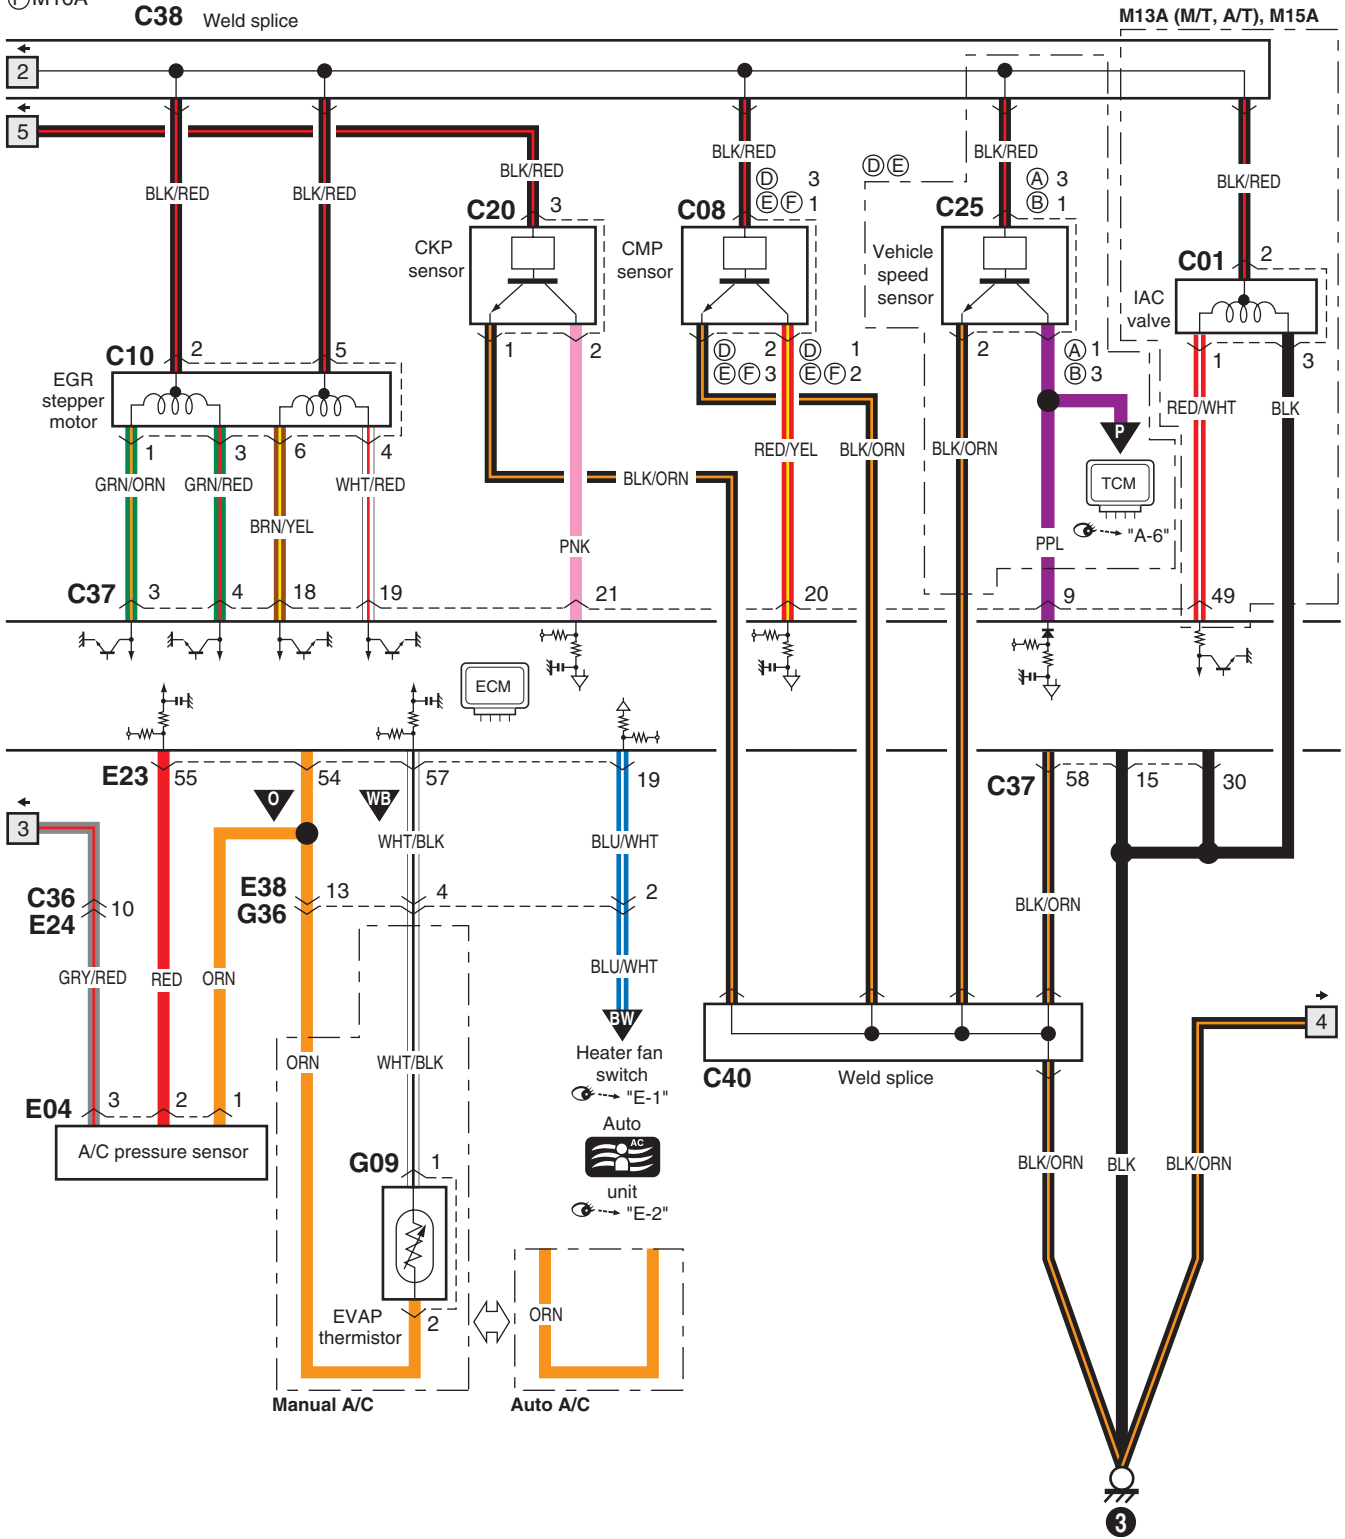 ⒻM16A
C38 Weld splice
M13A (M/T, A/T), M15A
2
5
BLK/RED
BLK/RED
BLK/RED
BLK/RED
BLK/RED
BLK/RED
Ⓓ 3
ⒺⒻ 1
ⒹⒺ
Ⓐ 3
Ⓑ 1
C20 3
C08
C25
C01 2
CKP
sensor
CMP
sensor
Vehicle
speed
sensor
IAC
valve
1 2
Ⓓ 2 Ⓓ 1
ⒺⒻ 3 ⒺⒻ 2
2
Ⓐ 1
Ⓑ 3
1 3
C10 2 5
EGR
stepper
motor
1 3 6 4
RED/WHT BLK
P
GRN/ORN GRN/RED WHT/RED
BLK/ORN
RED/YEL BLK/ORN BLK/ORN
TCM
BRN/YEL
PNK
PPL
"A-6"
C37 3 4 18 19 21 20 9 49
ECM
E23 55 54 57 19
C37 58 15 30
O WB
3
WHT/BLK BLU/WHT
E38 13 4 2
G36
C36
E24 10
BLK/ORN
GRY/RED RED ORN
BLU/WHT
BW
4
ORN WHT/BLK
Heater fan
switch
"E-1"
C40 Weld splice
E04 3 2 1
A/C pressure sensor
Auto
AC
unit
"E-2"
G09 1
BLK/ORN BLK BLK/ORN
EVAP
thermistor 2
ORN
Manual A/C
Auto A/C
3